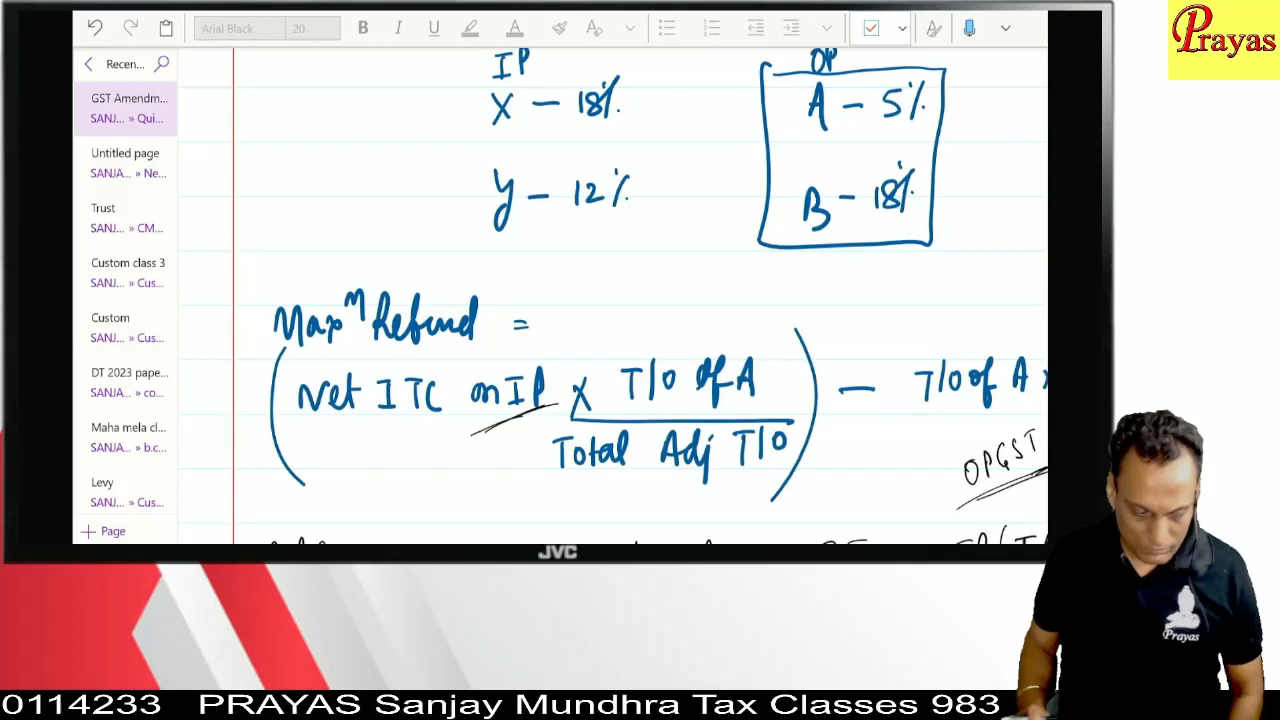 Prayas
Arial Black 20 B I U A
Recen...
GST Amendm...
SANJ... » Qui...
Untitled page
SANJA... » Ne...
Trust
SANJ... » CM...
Custom class 3
SANJ... » Cus...
Custom
SANJ... » Cus...
DT 2023 pape...
SANJA... » co...
Maha mela cl...
SANJA... » b.c...
Levy
SANJ... » Cus...
+ Page
IP OP
X - 18% A - 5%
Y - 12% B - 18%
Max^m Refund =
(Net ITC on IP X T/O of A / Total Adj T/O) - T/O of A x
OPGST
JVC
Prayas
0114233 PRAYAS Sanjay Mundhra Tax Classes 983